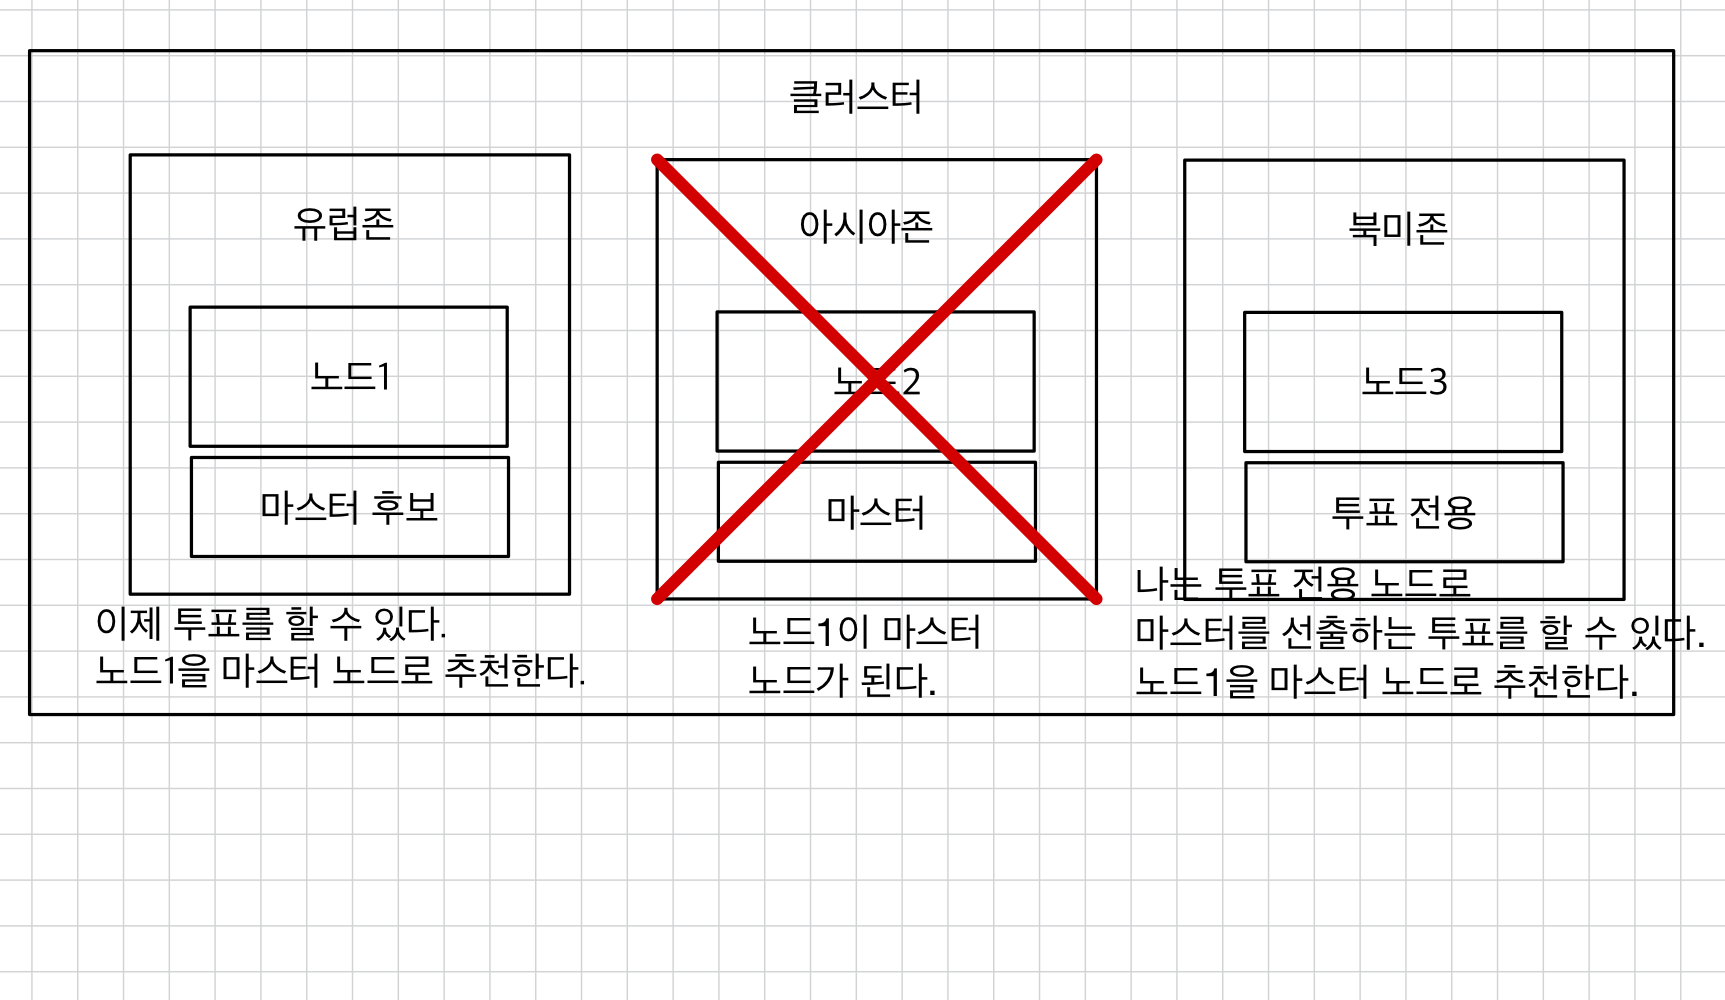 클러스터
유럽존
노드1
마스터 후보
이제 투표를 할 수 있다.
노드1을 마스터 노드로 추천한다.
아시아존
노드2
마스터
노드1이 마스터
노드가 된다.
북미존
노드3
투표 전용
나는 투표 전용 노드로
마스터를 선출하는 투표를 할 수 있다.
노드1을 마스터 노드로 추천한다.